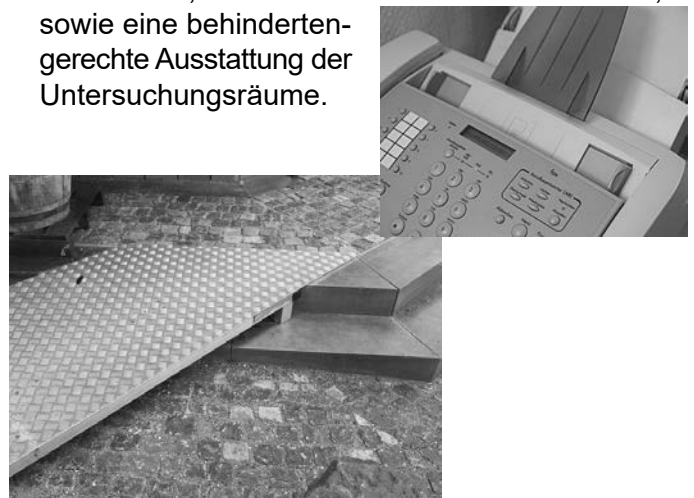 sowie eine behinderten-
gerechte Ausstattung der
Untersuchungsräume.